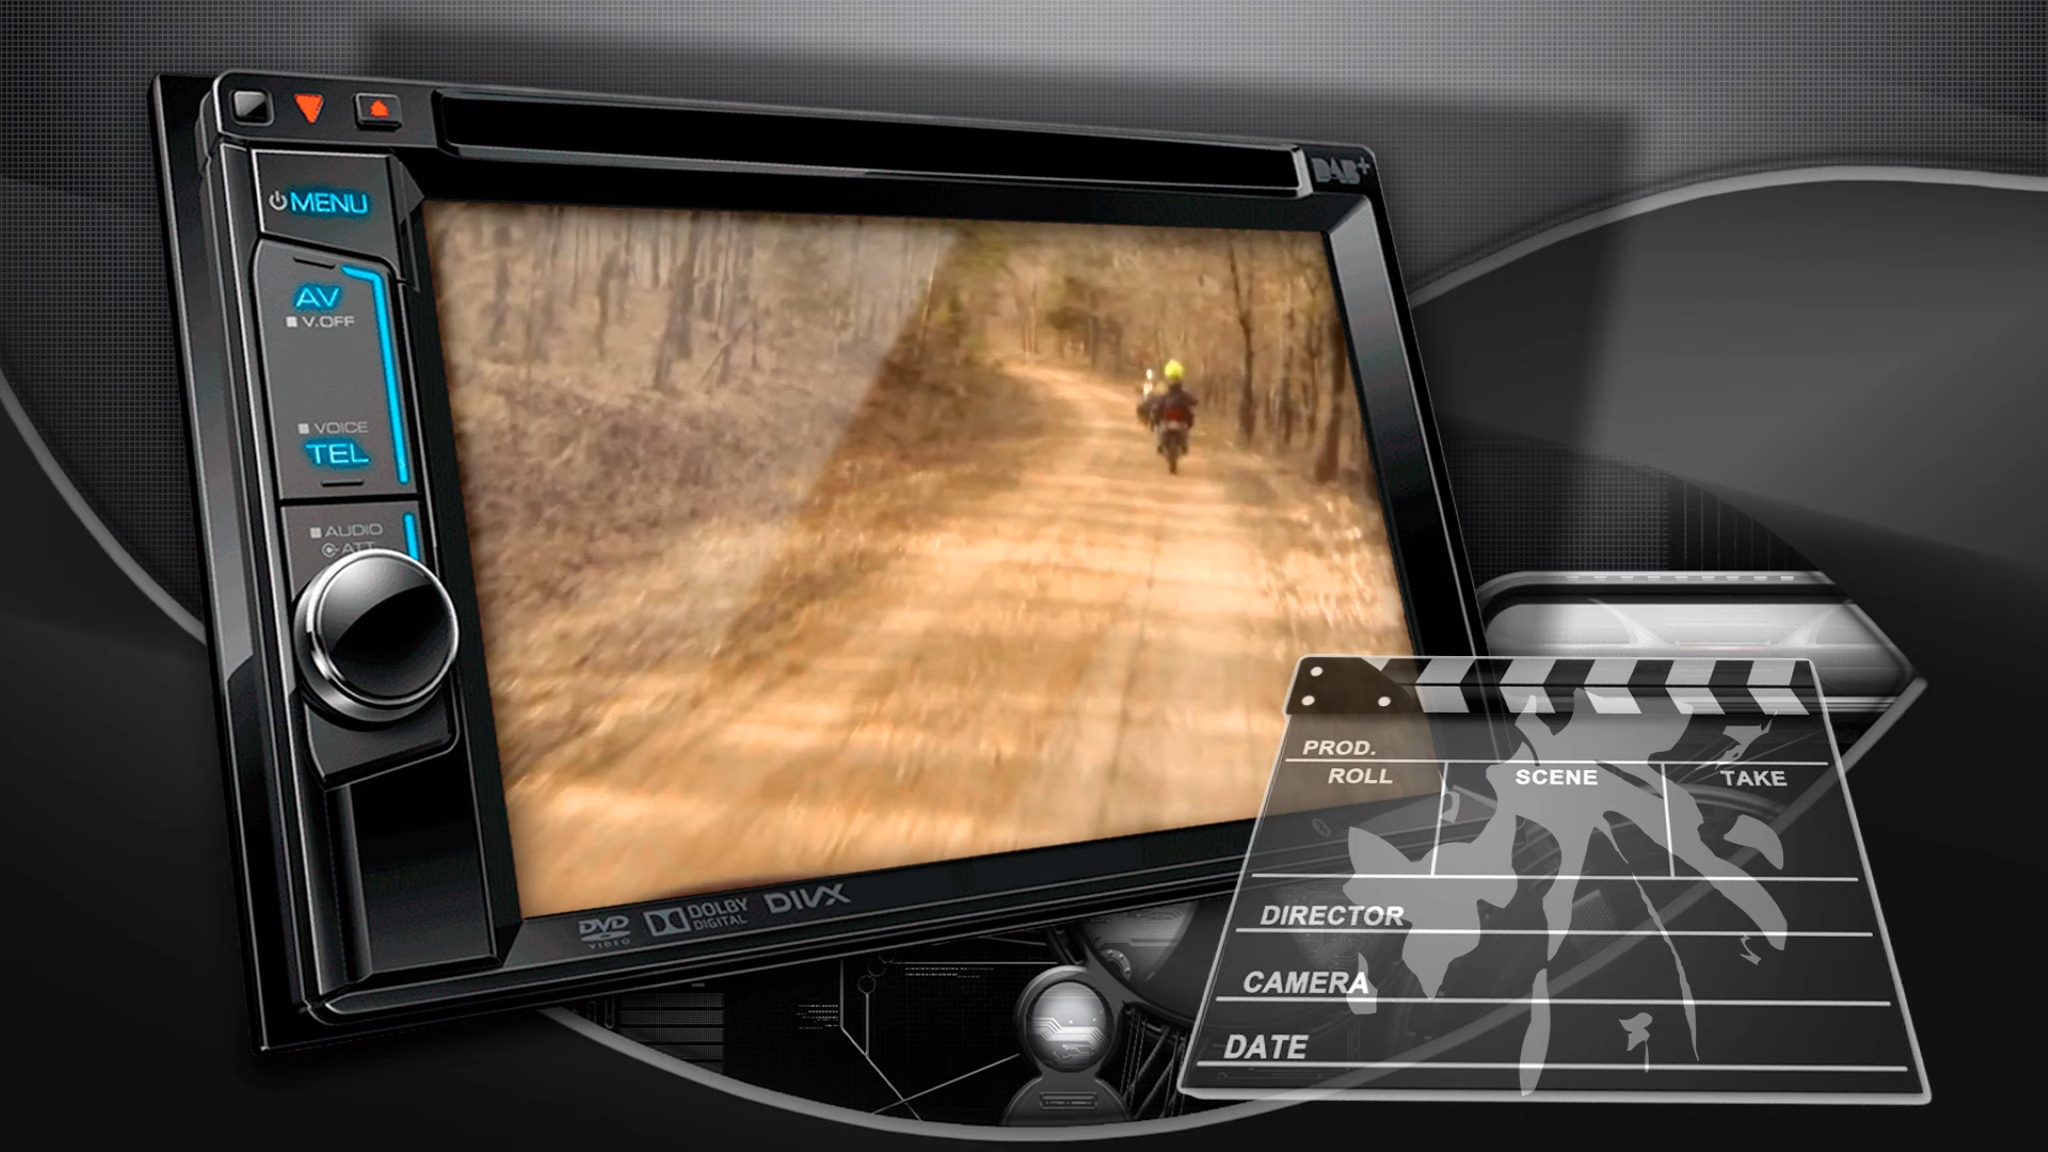 DAB+
MENU
AV
V.OFF
VOICE
TEL
AUDIO
ATT
DVD
VIDEO
DOLBY
DIGITAL
DIVX
PROD.
ROLL SCENE TAKE
DIRECTOR
CAMERA
DATE